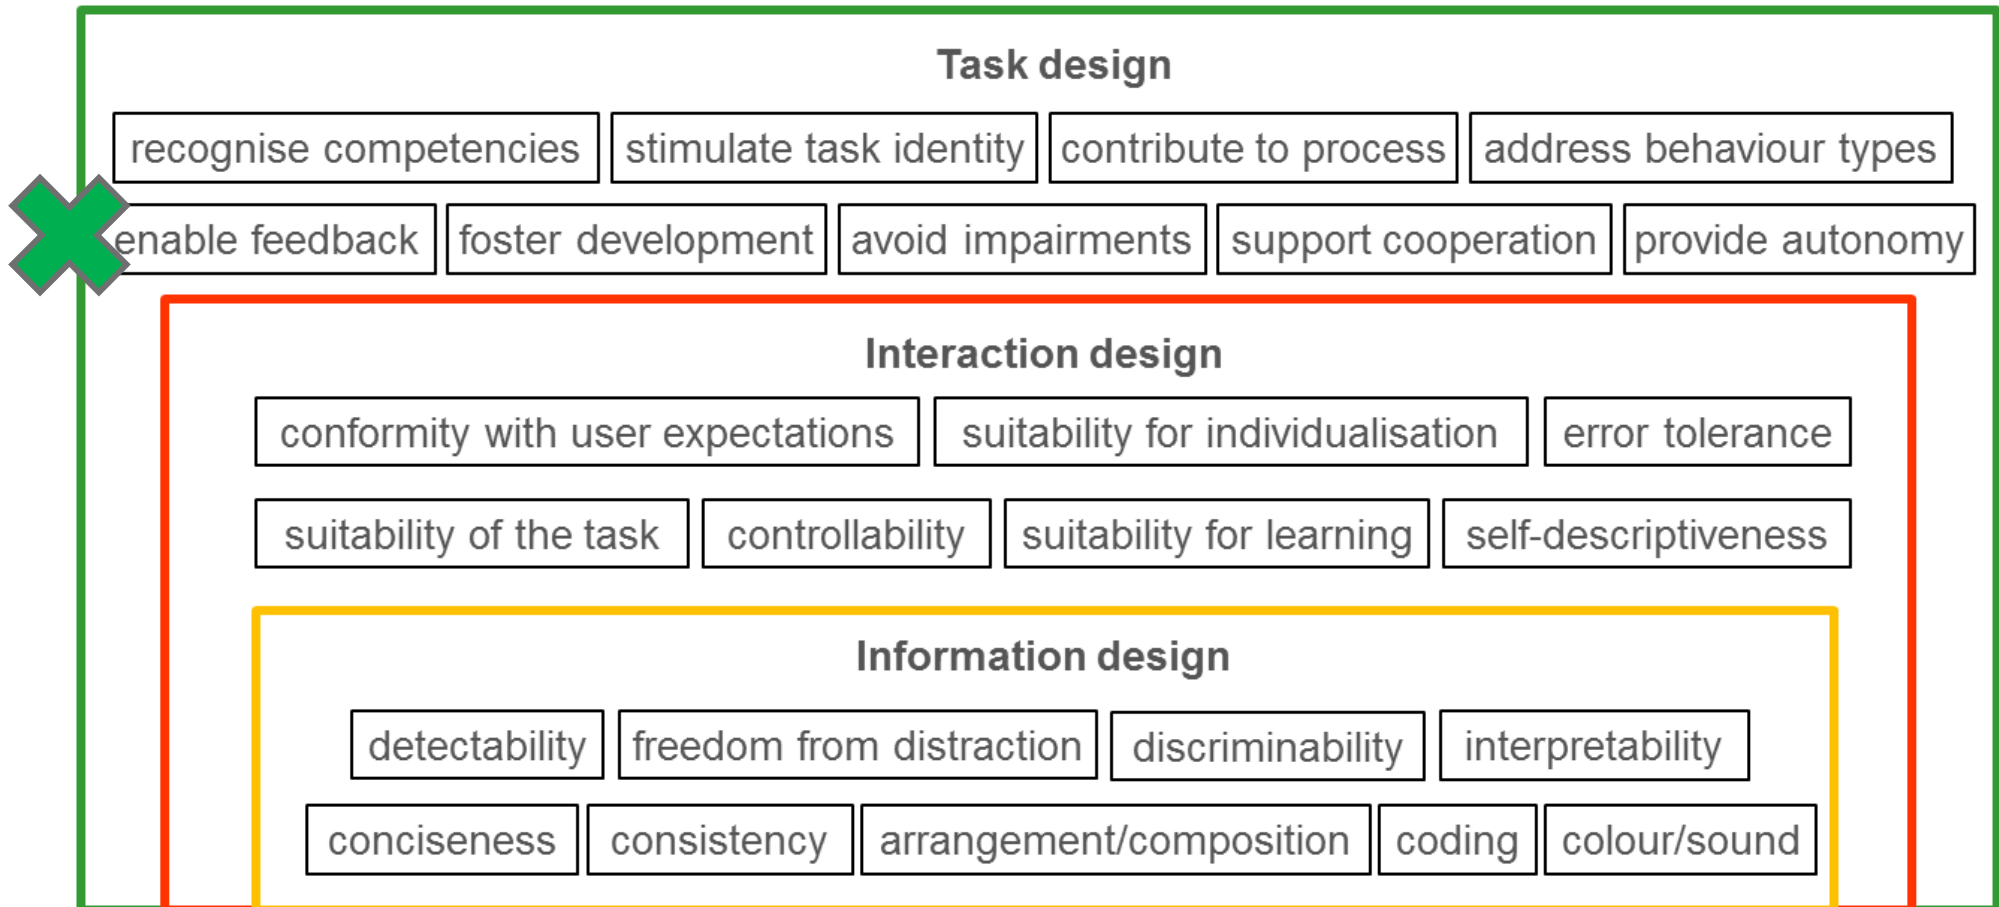 Task design
recognise competencies stimulate task identity contribute to process address behaviour types
enable feedback foster development avoid impairments support cooperation provide autonomy
Interaction design
conformity with user expectations suitability for individualisation error tolerance
suitability of the task controllability suitability for learning self-descriptiveness
Information design
detectability freedom from distraction discriminability interpretability
conciseness consistency arrangement/composition coding colour/sound